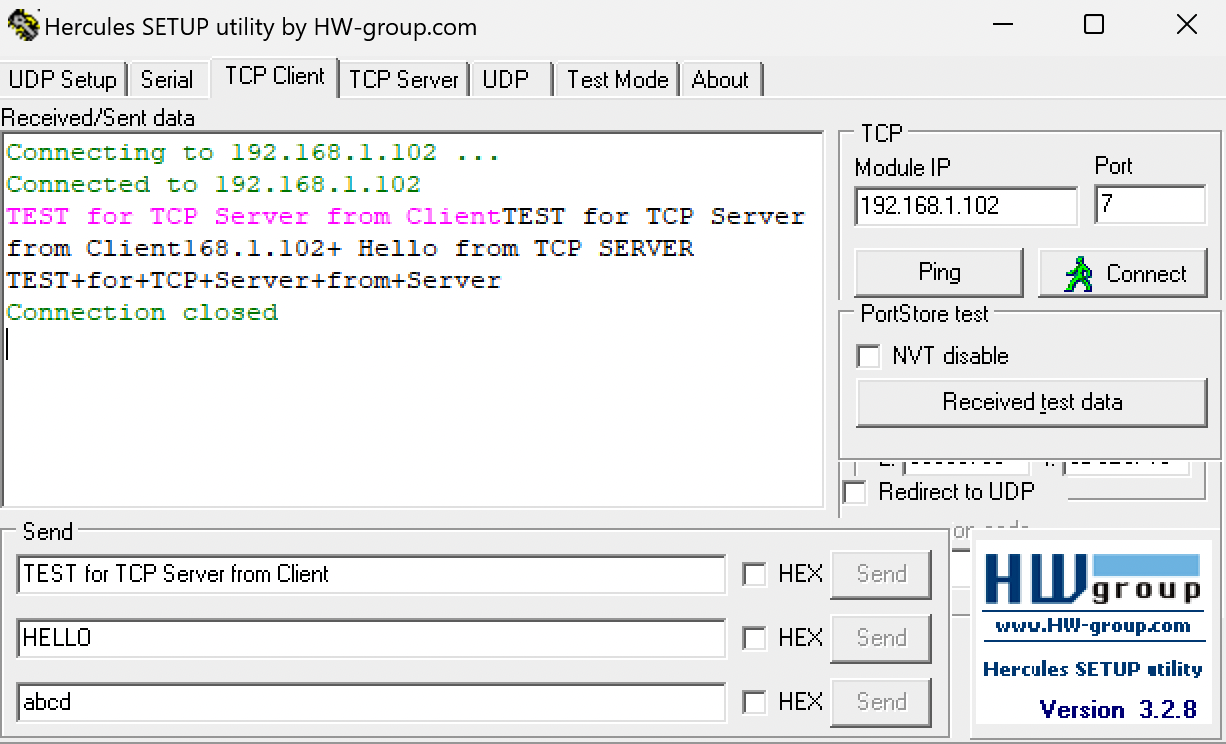 Hercules SETUP utility by HW-group.com
UDP Setup Serial TCP Client TCP Server UDP Test Mode About
Received/Sent data
Connecting to 192.168.1.102 ...
Connected to 192.168.1.102
TEST for TCP Server from ClientTEST for TCP Server
from Client168.1.102+ Hello from TCP SERVER
TEST+for+TCP+Server+from+Server
Connection closed
TCP
Module IP Port
192.168.1.102 7
Ping Connect
PortStore test
NVT disable
Received test data
Redirect to UDP
Send
TEST for TCP Server from Client HEX Send
HELLO HEX Send
abcd HEX Send
HWgroup
www.HW-group.com
Hercules SETUP utility
Version 3.2.8